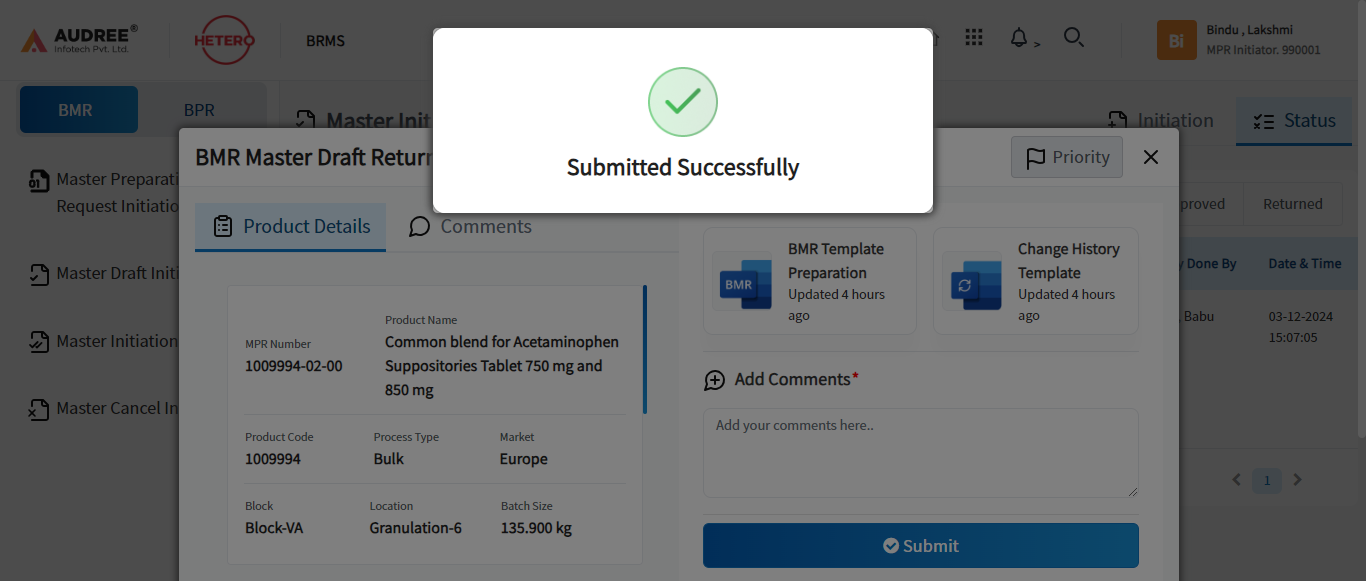 AUDREE®
Infotech Pvt. Ltd.
HETERO
BRMS
Bi
Bindu , Lakshmi
MPR Initiator. 990001
>
Submitted Successfully
BMR
BPR
Master Init
Initiation
Status
Master Preparati
Request Initiatio
Master Draft Initi
Master Initiation
Master Cancel In
BMR Master Draft Return
Priority
Product Details
Comments
proved
Returned
y Done By
Date & Time
, Babu
03-12-2024
15:07:05
1
MPR Number
1009994-02-00
Product Name
Common blend for Acetaminophen
Suppositories Tablet 750 mg and
850 mg
Product Code
1009994
Process Type
Bulk
Market
Europe
Block
Block-VA
Location
Granulation-6
Batch Size
135.900 kg
BMR
BMR Template
Preparation
Updated 4 hours
ago
Change History
Template
Updated 4 hours
ago
Add Comments*
Add your comments here..
Submit